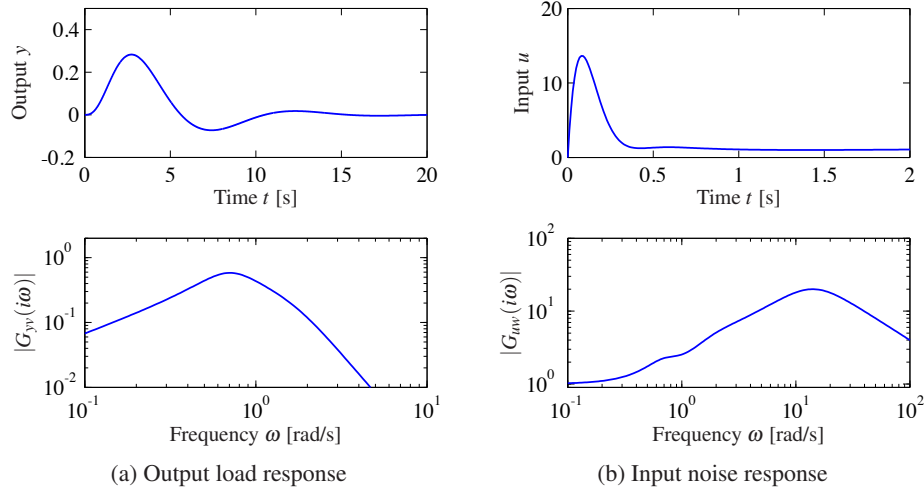 0.4
0.2
0
-0.2
Output y
0 5 10 15 20
Time t [s]
20
10
0
Input u
0 0.5 1 1.5 2
Time t [s]
10^0
10^-1
10^-2
|G_yv(iω)|
10^-1 10^0 10^1
Frequency ω [rad/s]
(a) Output load response
10^2
10^1
10^0
|G_uw(iω)|
10^-1 10^0 10^1 10^2
Frequency ω [rad/s]
(b) Input noise response